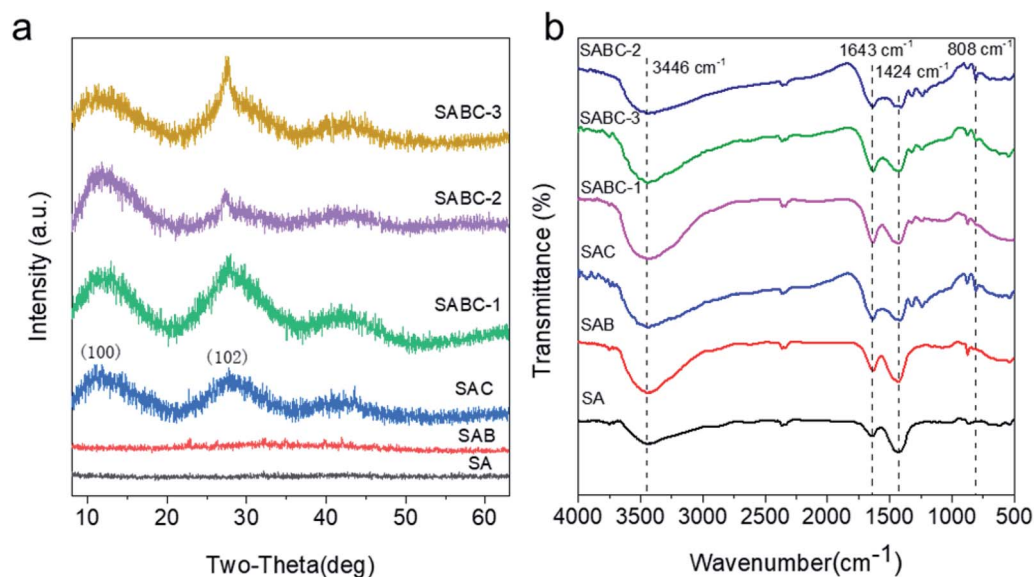 a
Intensity (a.u.)
SABC-3
SABC-2
SABC-1
(100)
(102)
SAC
SAB
SA
10 20 30 40 50 60
Two-Theta(deg)
b
Transmittance (%)
SABC-2
3446 cm⁻¹
1643 cm⁻¹
1424 cm⁻¹
808 cm⁻¹
SABC-3
SABC-1
SAC
SAB
SA
4000 3500 3000 2500 2000 1500 1000 500
Wavenumber(cm⁻¹)